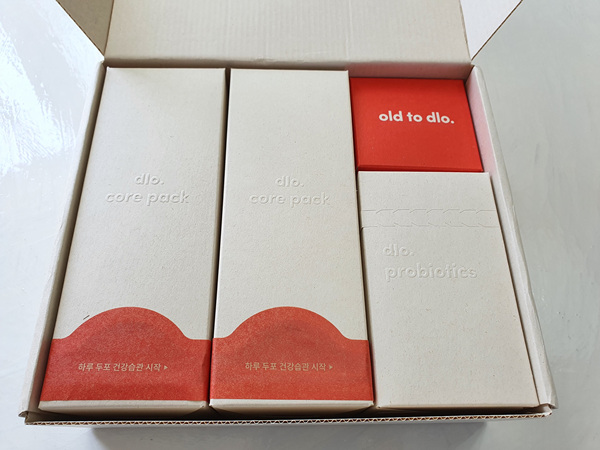 dlo.
core pack
하루 두포 건강습관 시작 ▸
dlo.
core pack
하루 두포 건강습관 시작 ▸
old to dlo.
dlo.
probiotics